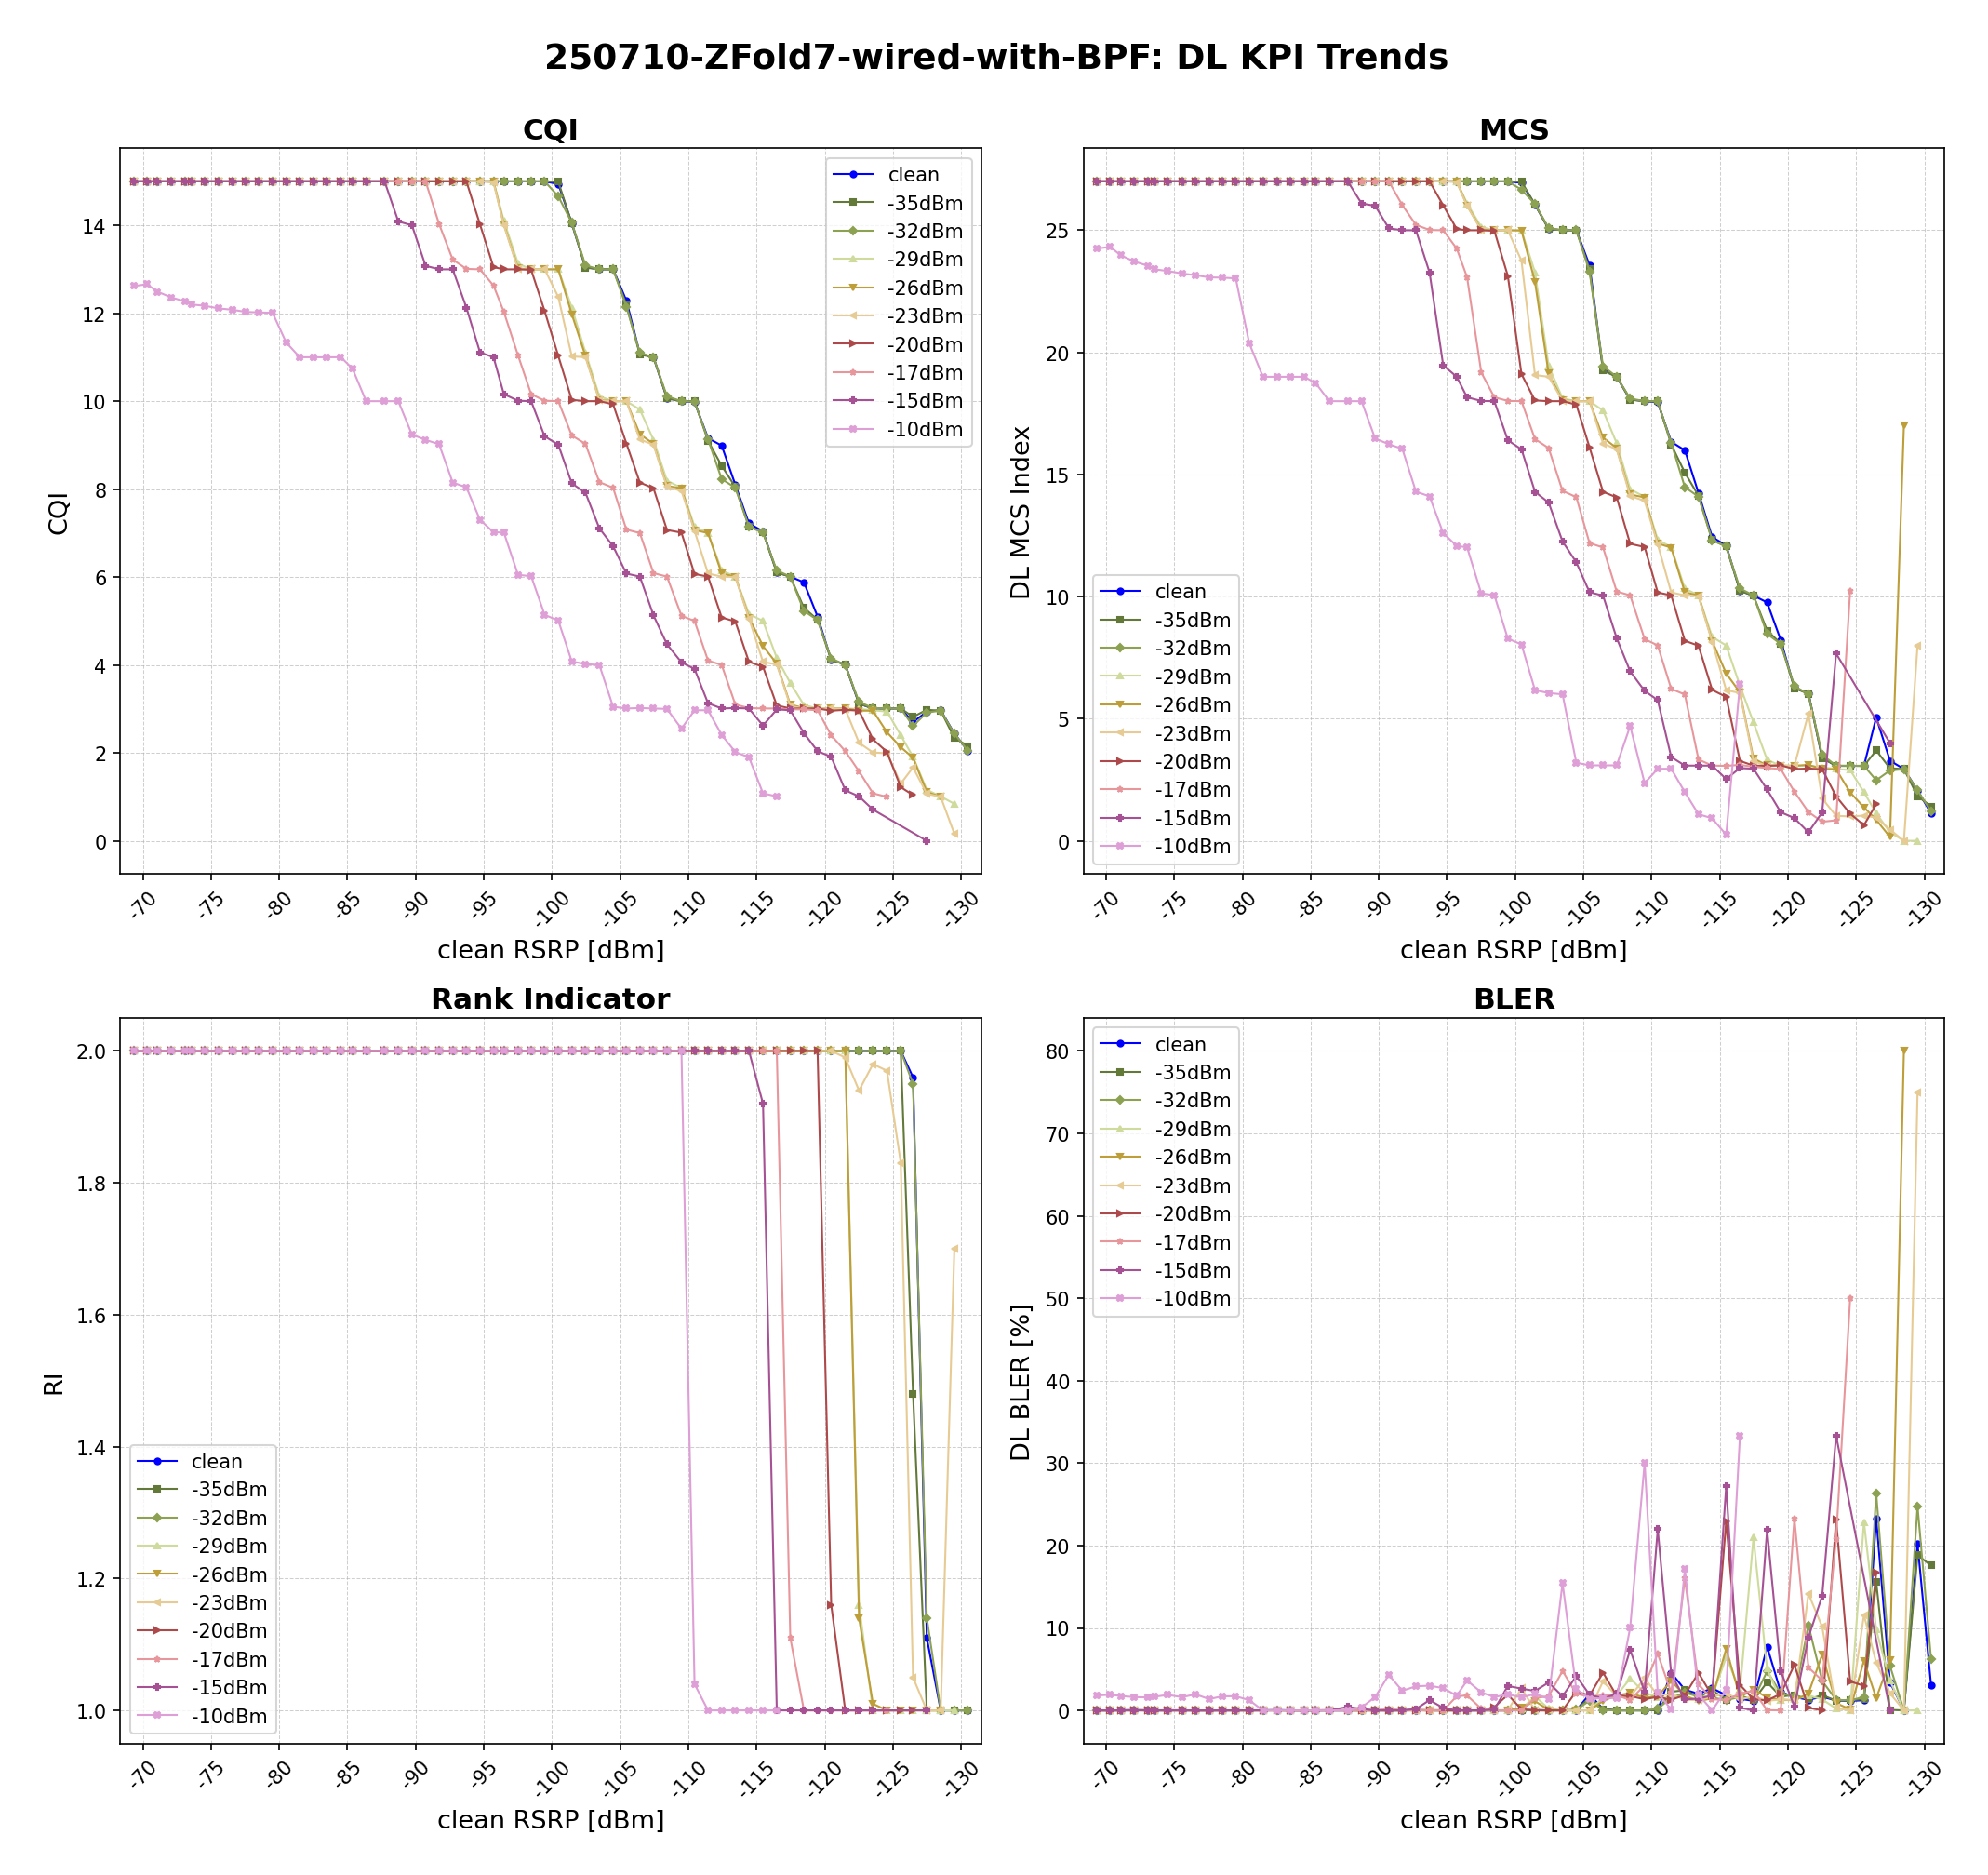 250710-ZFold7-wired-with-BPF: DL KPI Trends
CQI
CQI
14
12
10
8
6
4
2
0
-70
-75
-80
-85
-90
-95
-100
-105
-110
-115
-120
-125
-130
clean RSRP [dBm]
clean
-35dBm
-32dBm
-29dBm
-26dBm
-23dBm
-20dBm
-17dBm
-15dBm
-10dBm
MCS
DL MCS Index
25
20
15
10
5
0
-70
-75
-80
-85
-90
-95
-100
-105
-110
-115
-120
-125
-130
clean RSRP [dBm]
clean
-35dBm
-32dBm
-29dBm
-26dBm
-23dBm
-20dBm
-17dBm
-15dBm
-10dBm
Rank Indicator
RI
2.0
1.8
1.6
1.4
1.2
1.0
-70
-75
-80
-85
-90
-95
-100
-105
-110
-115
-120
-125
-130
clean RSRP [dBm]
clean
-35dBm
-32dBm
-29dBm
-26dBm
-23dBm
-20dBm
-17dBm
-15dBm
-10dBm
BLER
DL BLER [%]
80
70
60
50
40
30
20
10
0
-70
-75
-80
-85
-90
-95
-100
-105
-110
-115
-120
-125
-130
clean RSRP [dBm]
clean
-35dBm
-32dBm
-29dBm
-26dBm
-23dBm
-20dBm
-17dBm
-15dBm
-10dBm